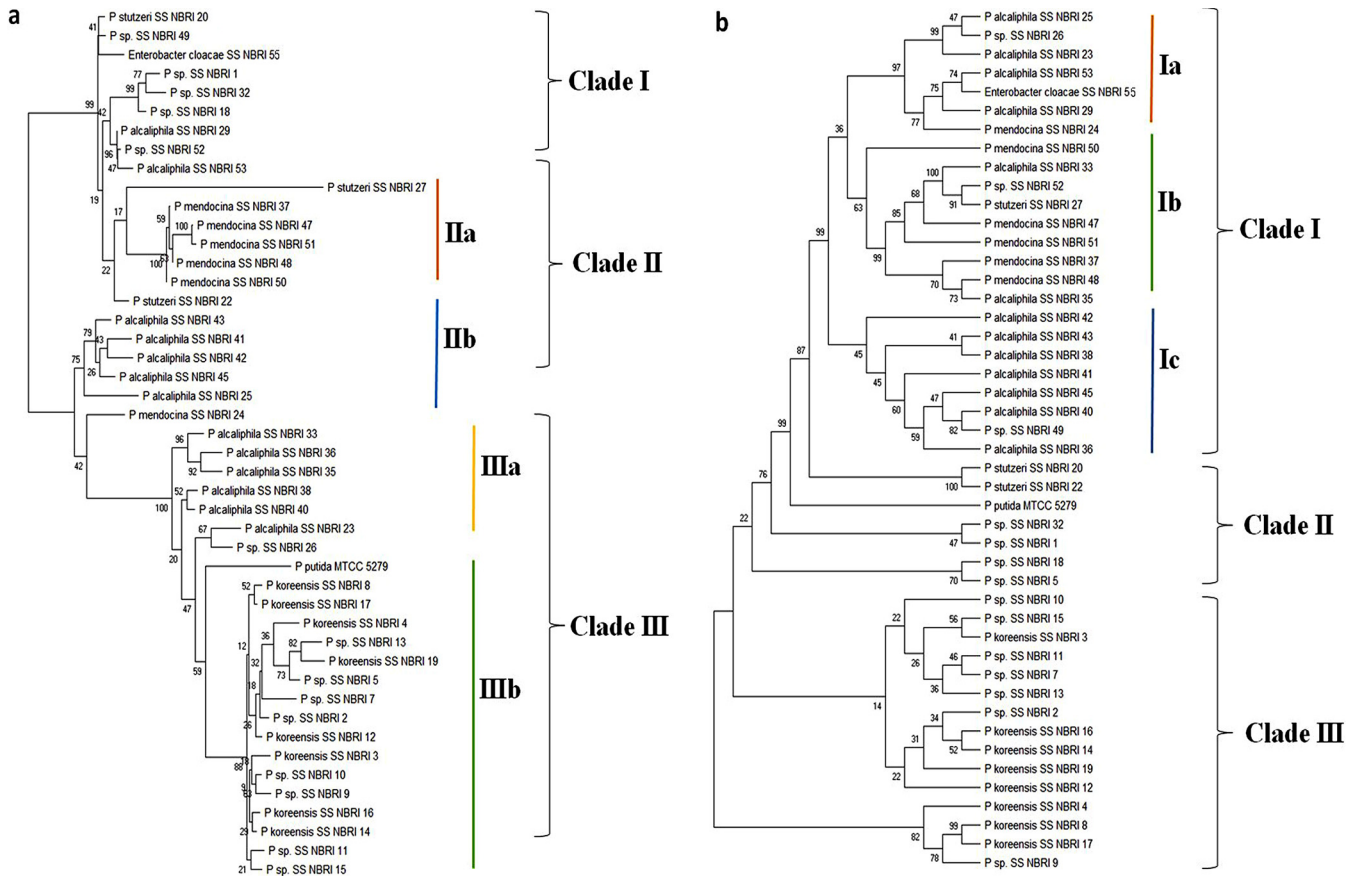 a
P stutzeri SS NBRI 20
41
P sp. SS NBRI 49
Enterobacter cloacae SS NBRI 55
77
P sp. SS NBRI 1
P sp. SS NBRI 32
99
P sp. SS NBRI 18
99
42
P alcaliphila SS NBRI 29
P sp. SS NBRI 52
96
47
P alcaliphila SS NBRI 53
Clade I
P stutzeri SS NBRI 27
19
17
P mendocina SS NBRI 37
59
100
P mendocina SS NBRI 47
P mendocina SS NBRI 51
100
P mendocina SS NBRI 48
22
P mendocina SS NBRI 50
P stutzeri SS NBRI 22
IIa
Clade II
P alcaliphila SS NBRI 43
79
43
P alcaliphila SS NBRI 41
P alcaliphila SS NBRI 42
75
26
P alcaliphila SS NBRI 45
P alcaliphila SS NBRI 25
IIb
P mendocina SS NBRI 24
42
P alcaliphila SS NBRI 33
96
P alcaliphila SS NBRI 36
92
P alcaliphila SS NBRI 35
IIIa
52
P alcaliphila SS NBRI 38
100
P alcaliphila SS NBRI 40
67
P alcaliphila SS NBRI 23
20
P sp. SS NBRI 26
P putida MTCC 5279
47
52
P koreensis SS NBRI 8
P koreensis SS NBRI 17
P koreensis SS NBRI 4
36
12
82
P sp. SS NBRI 13
32
P koreensis SS NBRI 19
59
73
P sp. SS NBRI 5
18
P sp. SS NBRI 7
26
P sp. SS NBRI 2
P koreensis SS NBRI 12
P koreensis SS NBRI 3
88
18
P sp. SS NBRI 10
9
P sp. SS NBRI 9
P koreensis SS NBRI 16
29
P koreensis SS NBRI 14
P sp. SS NBRI 11
21
P sp. SS NBRI 15
IIIb
Clade III
b
47
P alcaliphila SS NBRI 25
99
P sp. SS NBRI 26
P alcaliphila SS NBRI 23
97
74
P alcaliphila SS NBRI 53
75
Enterobacter cloacae SS NBRI 55
P alcaliphila SS NBRI 29
77
P mendocina SS NBRI 24
Ia
36
P mendocina SS NBRI 50
100
P alcaliphila SS NBRI 33
68
P sp. SS NBRI 52
91
P stutzeri SS NBRI 27
63
85
P mendocina SS NBRI 47
P mendocina SS NBRI 51
99
P mendocina SS NBRI 37
70
P mendocina SS NBRI 48
73
P alcaliphila SS NBRI 35
Ib
99
P alcaliphila SS NBRI 42
41
P alcaliphila SS NBRI 43
45
P alcaliphila SS NBRI 38
87
45
P alcaliphila SS NBRI 41
47
P alcaliphila SS NBRI 45
60
P alcaliphila SS NBRI 40
82
P sp. SS NBRI 49
59
P alcaliphila SS NBRI 36
Ic
Clade I
99
P stutzeri SS NBRI 20
100
P stutzeri SS NBRI 22
76
P putida MTCC 5279
22
P sp. SS NBRI 32
47
P sp. SS NBRI 1
P sp. SS NBRI 18
70
P sp. SS NBRI 5
Clade II
P sp. SS NBRI 10
22
56
P sp. SS NBRI 15
P koreensis SS NBRI 3
26
46
P sp. SS NBRI 11
P sp. SS NBRI 7
36
P sp. SS NBRI 13
14
34
P sp. SS NBRI 2
P koreensis SS NBRI 16
31
52
P koreensis SS NBRI 14
P koreensis SS NBRI 19
22
P koreensis SS NBRI 12
P koreensis SS NBRI 4
82
99
P koreensis SS NBRI 8
P koreensis SS NBRI 17
78
P sp. SS NBRI 9
Clade III